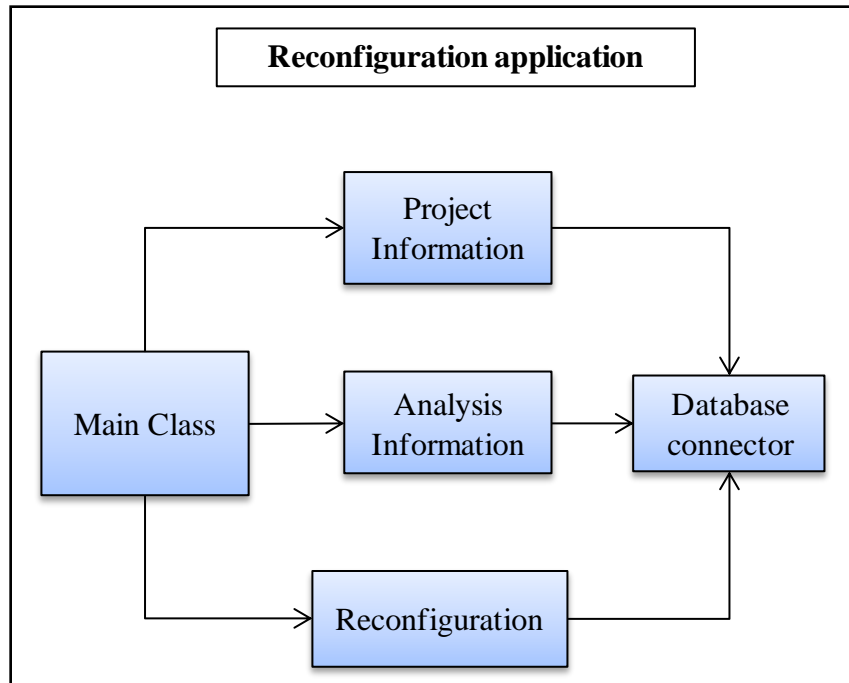 Reconfiguration application
Project
Information
Main Class
Analysis
Information
Database
connector
Reconfiguration